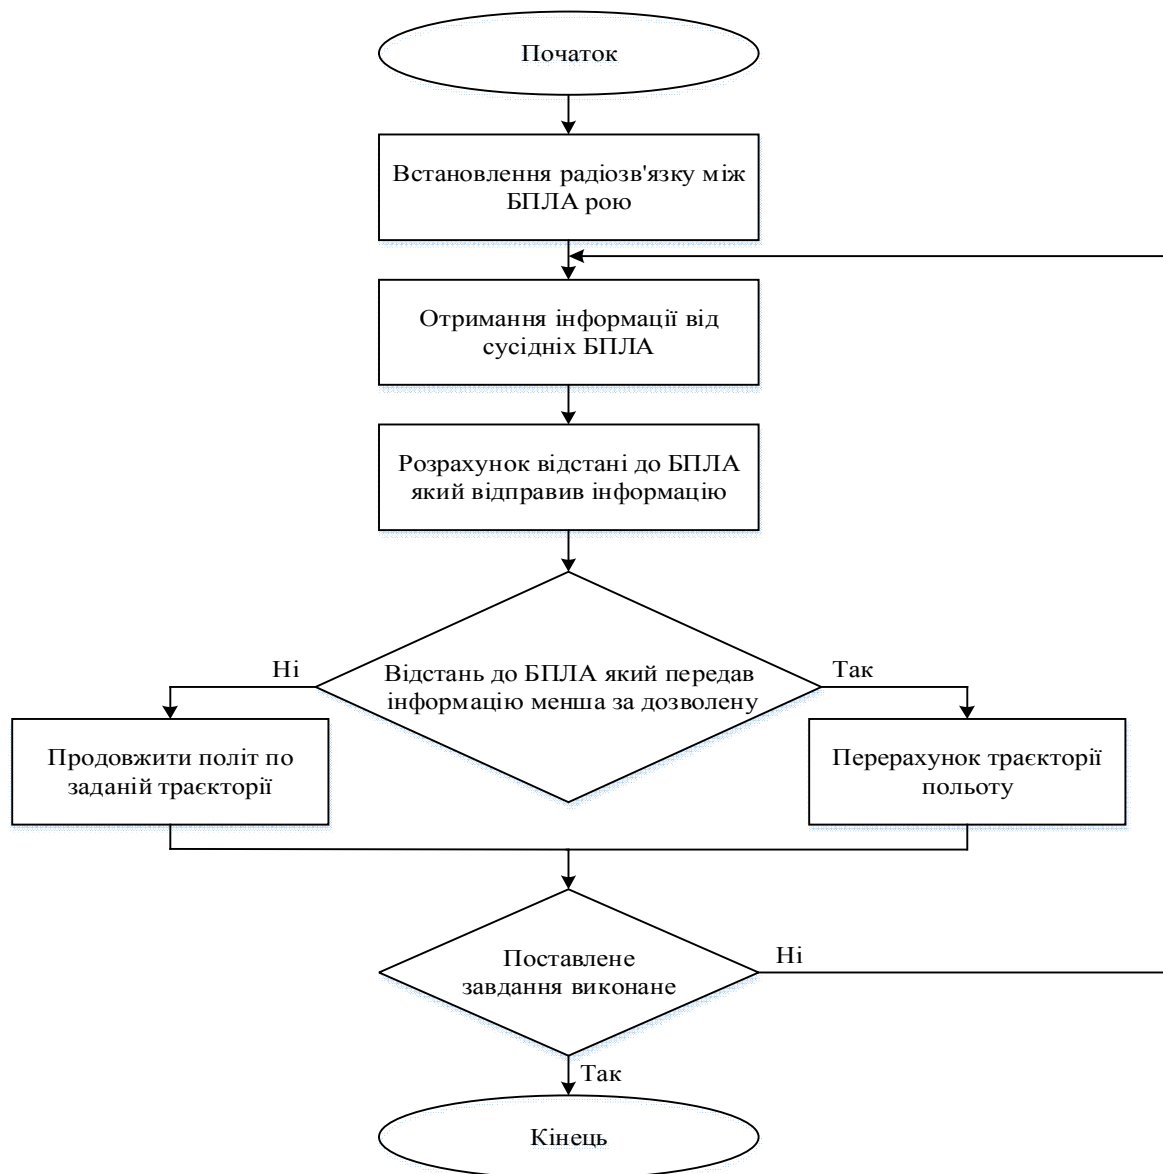 Початок
Встановлення радіозв'язку між
БПЛА рою
Отримання інформації від
сусідніх БПЛА
Розрахунок відстані до БПЛА
який відправив інформацію
Відстань до БПЛА який передав
інформацію менша за дозволену
Ні
Так
Продовжити політ по
заданій траєкторії
Перерахунок траєкторії
польоту
Поставлене
завдання виконане
Ні
Так
Кінець